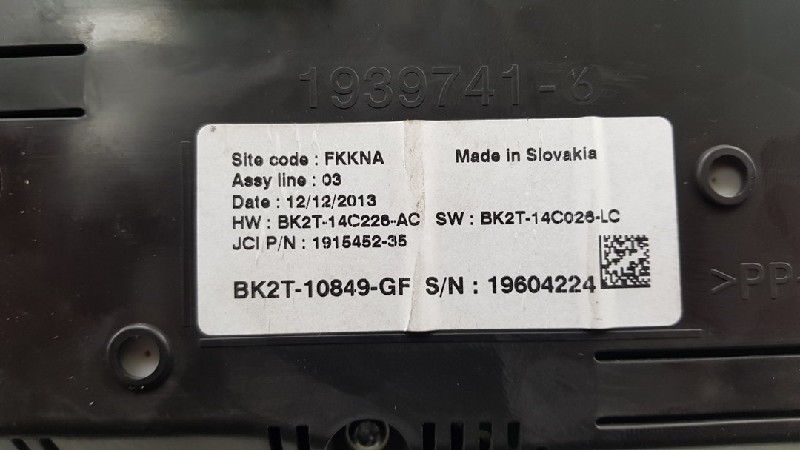 1939741-6
Site code : FKKNA Made in Slovakia
Assy line : 03
Date : 12/12/2013
HW : BK2T-14C226-AC SW : BK2T-14C026-LC
JCI P/N : 1915452-35
BK2T-10849-GF S/N : 19604224
>PP-